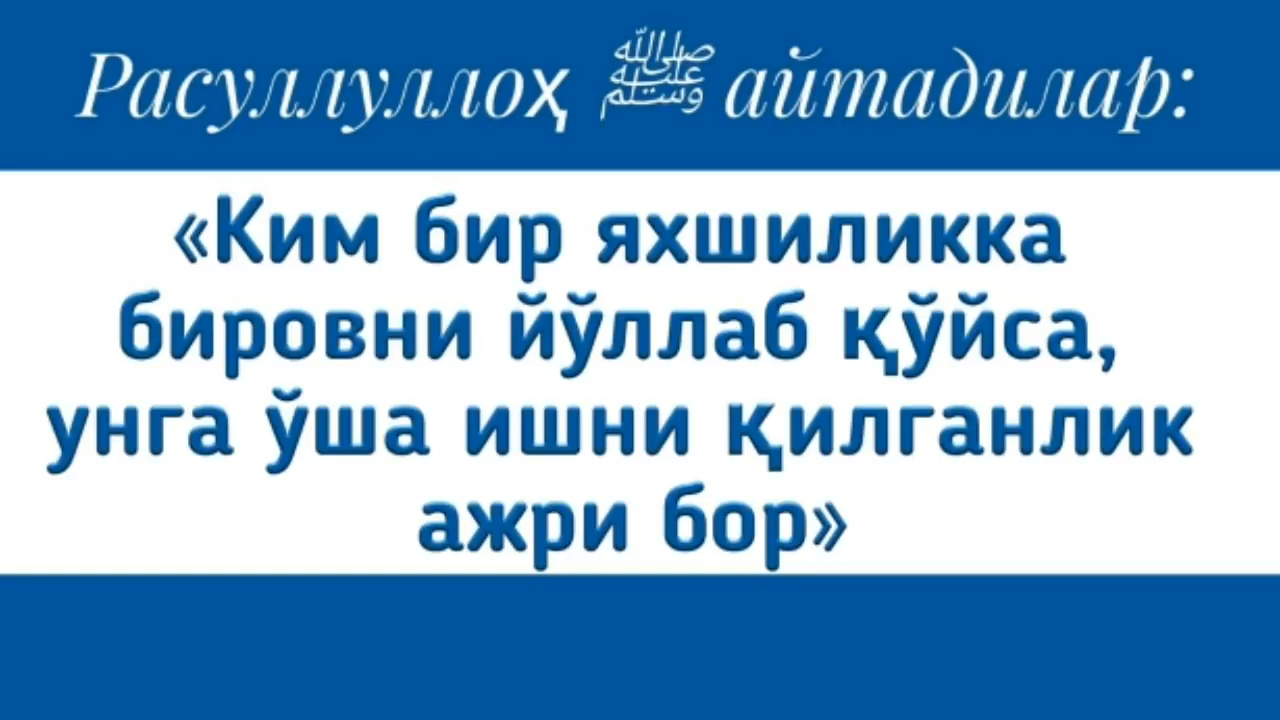 Расуллуллоҳ ﷺ айтадилар:
«Ким бир яхшиликка
бировни йўллаб қўйса,
унга ўша ишни қилганлик
ажри бор»